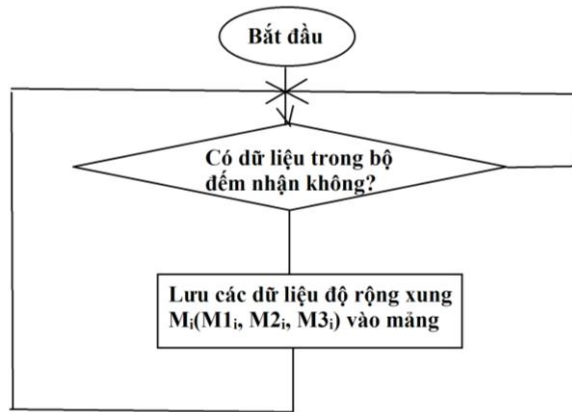 Bắt đầu
Có dữ liệu trong bộ
đếm nhận không?
Lưu các dữ liệu độ rộng xung
Mᵢ(M1ᵢ, M2ᵢ, M3ᵢ) vào mảng